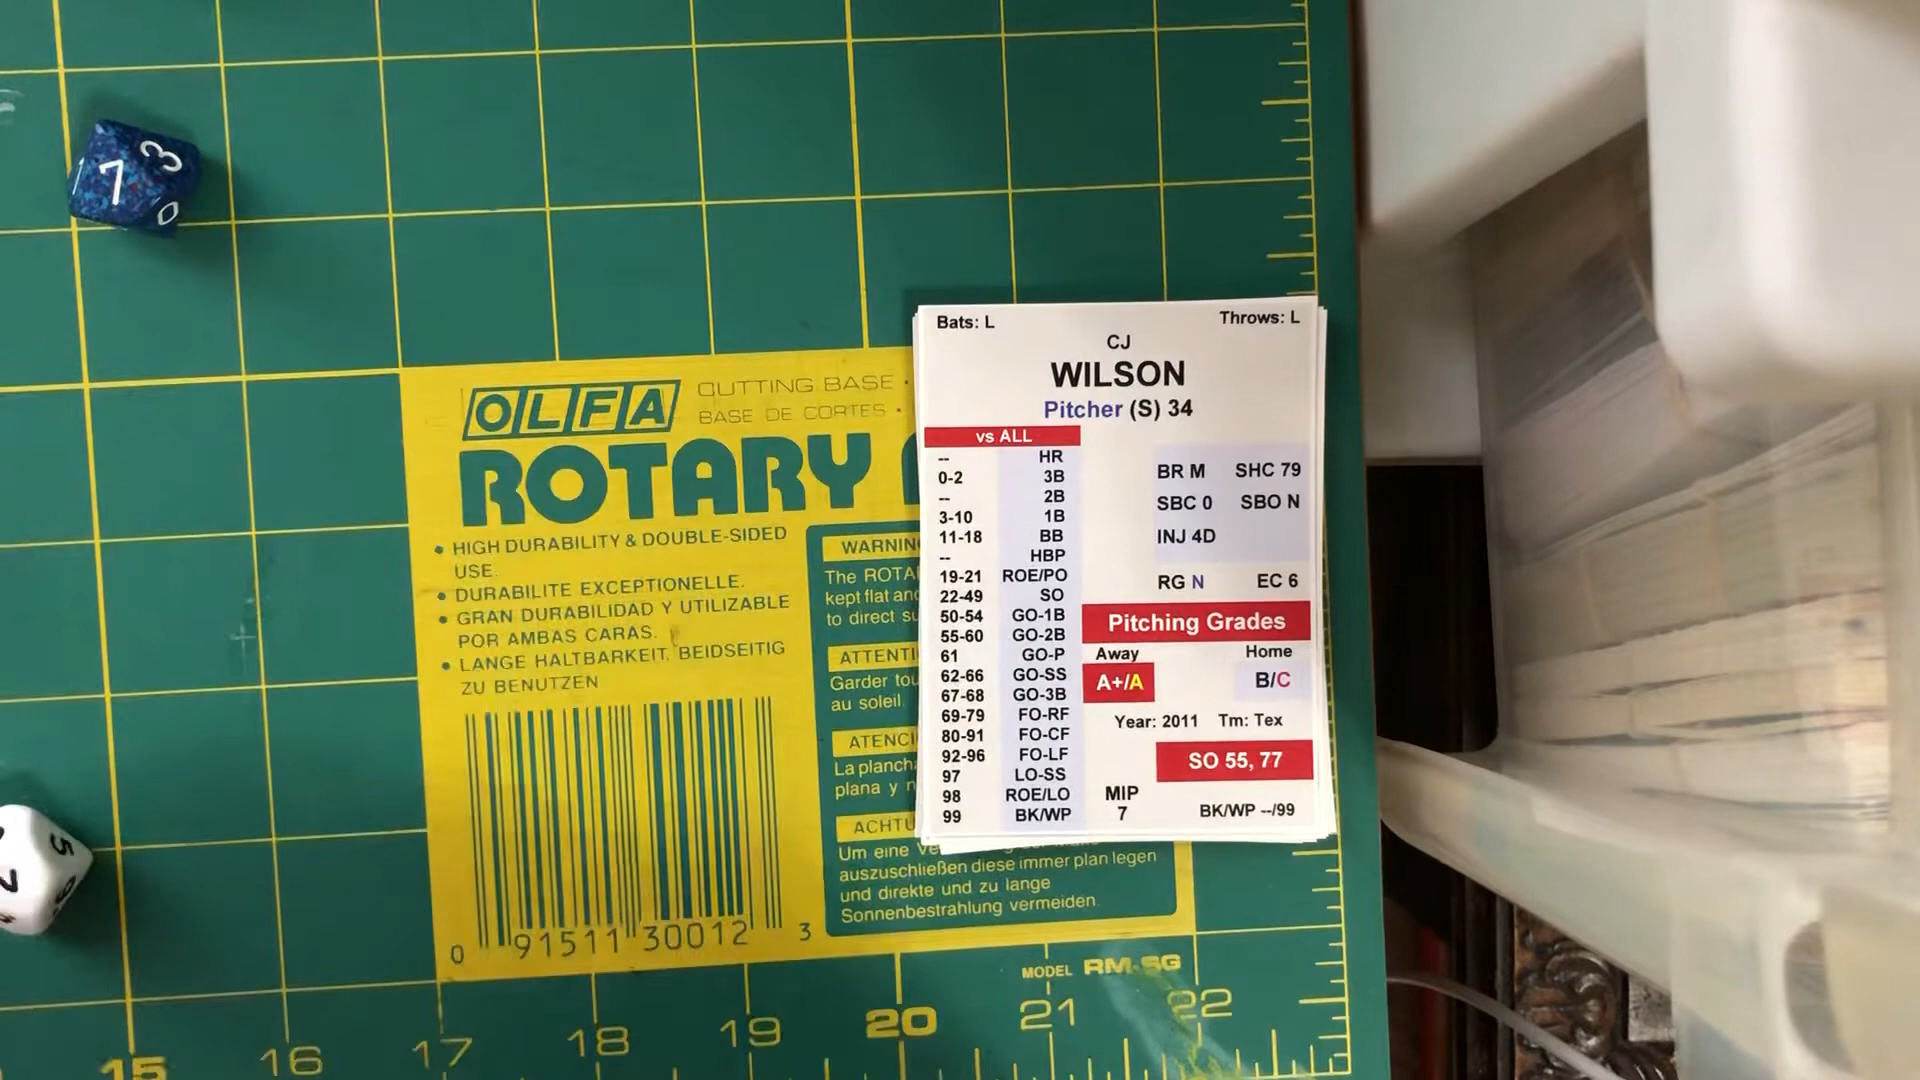 7
3
0
5
OLFA
CUTTING BASE •
BASE DE CORTES •
ROTARY
• HIGH DURABILITY & DOUBLE-SIDED
USE.
• DURABILITE EXCEPTIONELLE.
• GRAN DURABILIDAD Y UTILIZABLE
POR AMBAS CARAS.
• LANGE HALTBARKEIT, BEIDSEITIG
ZU BENUTZEN
0 91511 30012 3
The
kept flat
to direct
Garder
au soleil.
La
plana y
Um eine
auszuschließen diese immer plan legen
und direkte und zu lange
Sonnenbestrahlung vermeiden.
MODEL RM-SG
15 16 17 18 19 20 21 22
Bats: L Throws: L
CJ
WILSON
Pitcher (S) 34
vs ALL
-- HR
0-2 3B
-- 2B
3-10 1B
11-18 BB
-- HBP
19-21 ROE/PO
22-49 SO
50-54 GO-1B
55-60 GO-2B
61 GO-P
62-66 GO-SS
67-68 GO-3B
69-79 FO-RF
80-91 FO-CF
92-96 FO-LF
97 LO-SS
98 ROE/LO
99 BK/WP
BR M SHC 79
SBC 0 SBO N
INJ 4D
RG N EC 6
Pitching Grades
Away Home
A+/A B/C
Year: 2011 Tm: Tex
SO 55, 77
MIP
7
BK/WP --/99